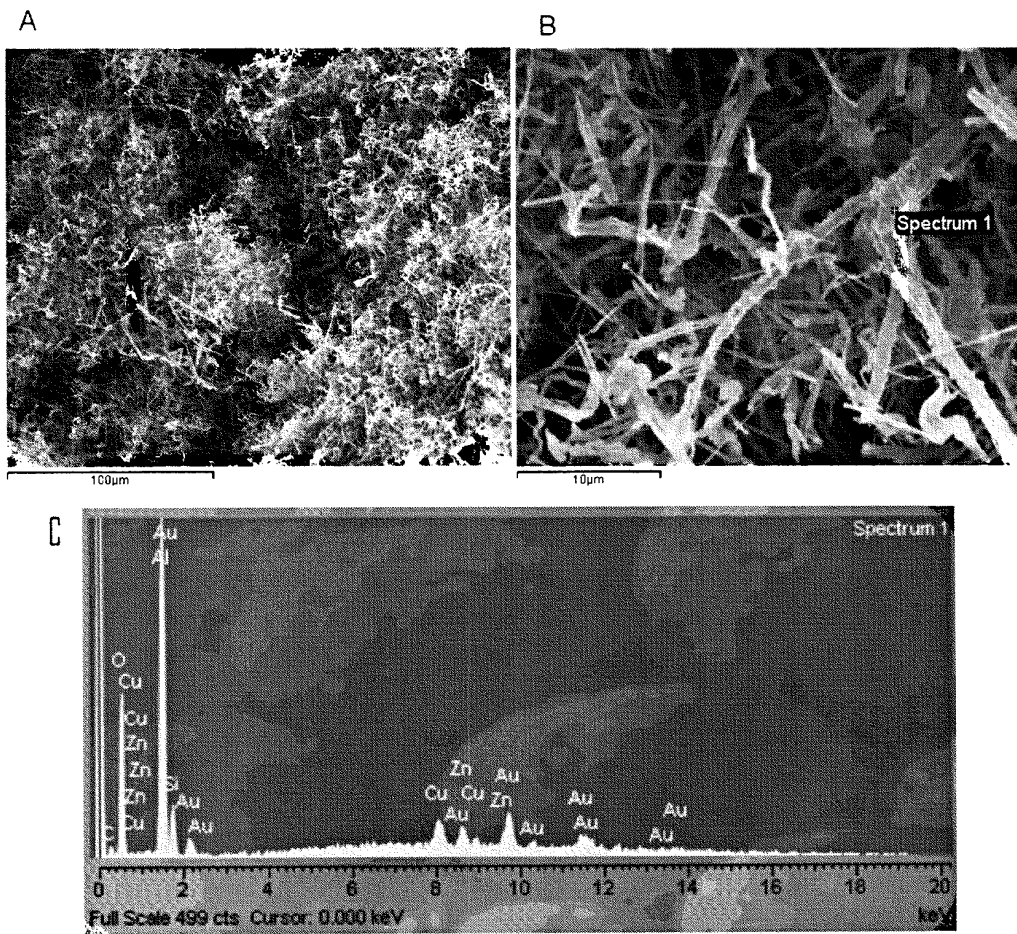 A
B
Spectrum 1
100µm
10µm
C
Spectrum 1
Au
Al
O
Cu
Cu
Zn
Zn
Zn
Cu
C
Si
Au
Au
Zn
Cu Cu
Au
Au
Zn
Au
Au
Au
Au
Au
0 2 4 6 8 10 12 14 16 18 20
Full Scale 499 cts Cursor: 0.000 keV
keV